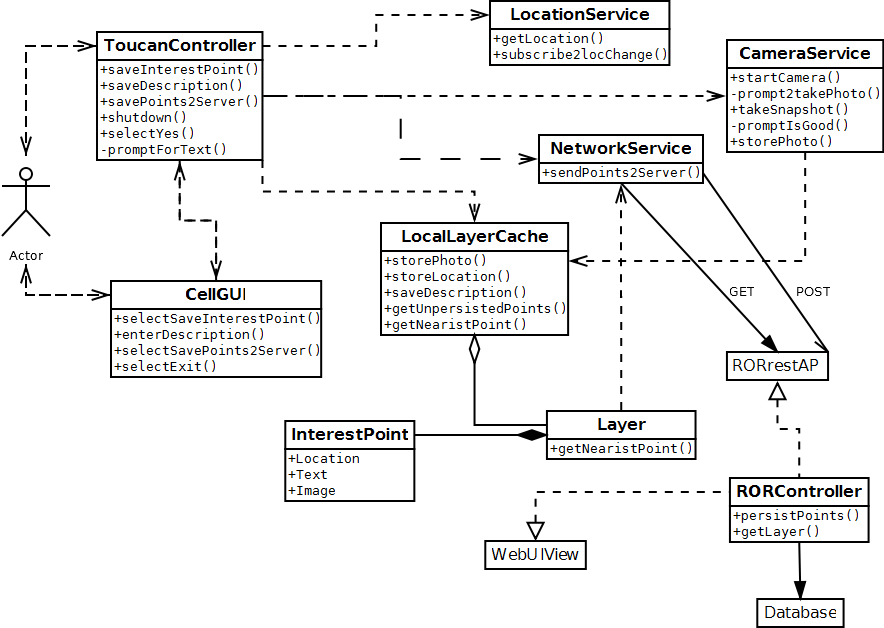 LocationService
+getLocation()
+subscribe2locChange()
ToucanController
+saveInterestPoint()
+saveDescription()
+savePoints2Server()
+shutdown()
+selectYes()
-promptForText()
CameraService
+startCamera()
-prompt2takePhoto()
+takeSnapshot()
-promptIsGood()
+storePhoto()
NetworkService
+sendPoints2Server()
Actor
LocalLayerCache
+storePhoto()
+storeLocation()
+saveDescription()
+getUnpersistedPoints()
+getNearistPoint()
CellGUI
+selectSaveInterestPoint()
+enterDescription()
+selectSavePoints2Server()
+selectExit()
GET
POST
RORrestAP
InterestPoint
+Location
+Text
+Image
Layer
+getNearistPoint()
RORController
+persistPoints()
+getLayer()
WebUIView
Database